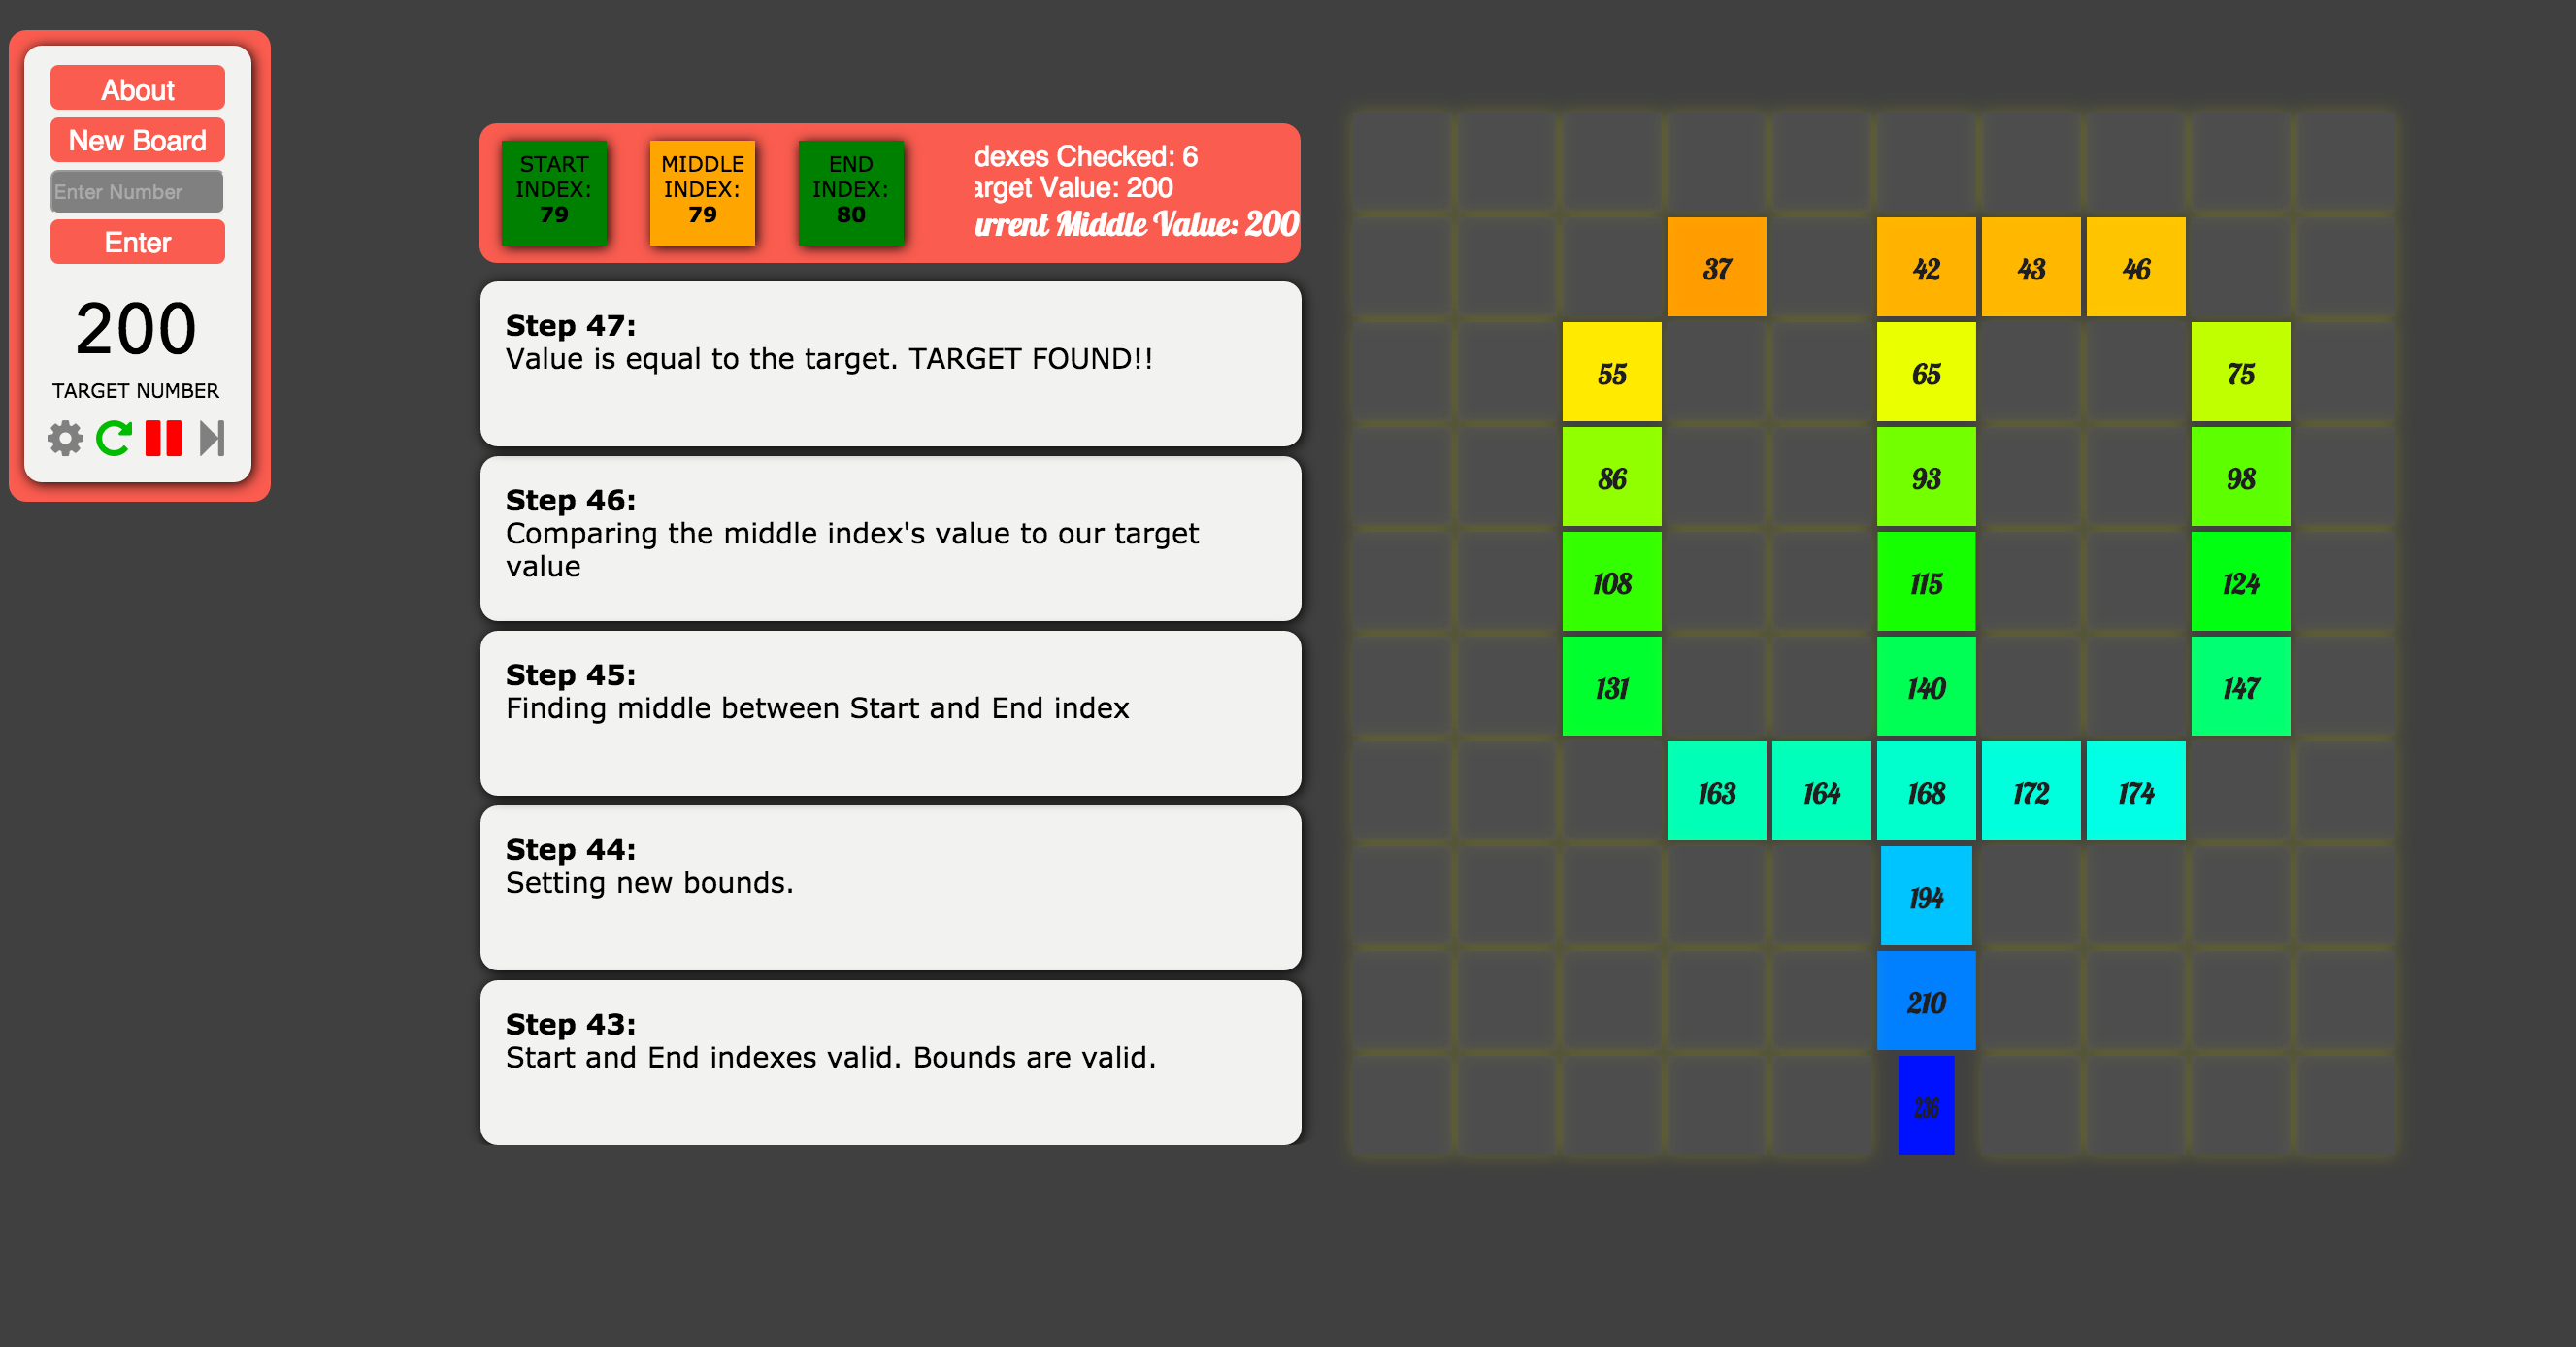 About
New Board
Enter Number
Enter
200
TARGET NUMBER
START
INDEX:
79
MIDDLE
INDEX:
79
END
INDEX:
80
dexes Checked: 6
arget Value: 200
urrent Middle Value: 200
Step 47:
Value is equal to the target. TARGET FOUND!!
Step 46:
Comparing the middle index's value to our target
value
Step 45:
Finding middle between Start and End index
Step 44:
Setting new bounds.
Step 43:
Start and End indexes valid. Bounds are valid.
37 42 43 46
55 65 75
86 93 98
108 115 124
131 140 147
163 164 168 172 174
194
210
236